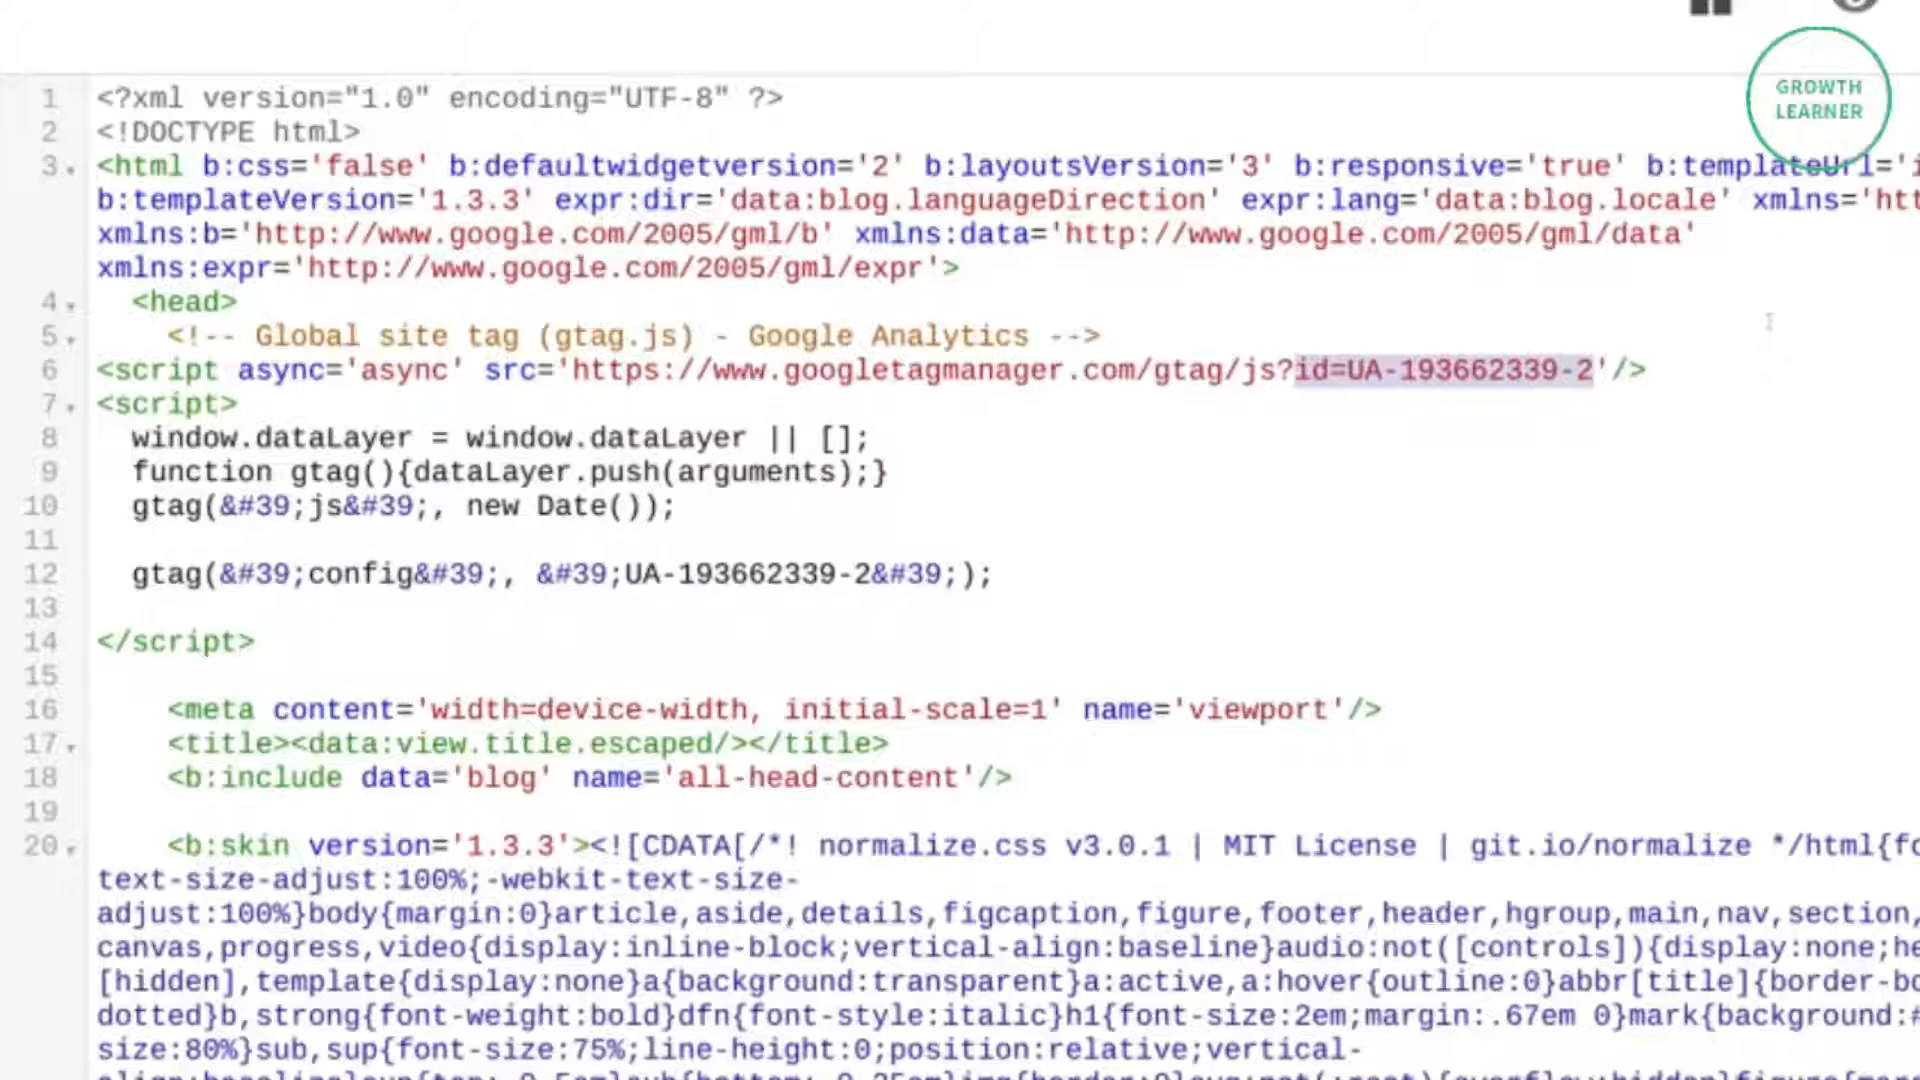 GROWTH
LEARNER
1 <?xml version="1.0" encoding="UTF-8" ?>
2 <!DOCTYPE html>
3 <html b:css='false' b:defaultwidgetversion='2' b:layoutsVersion='3' b:responsive='true' b:templateUrl='i
b:templateVersion='1.3.3' expr:dir='data:blog.languageDirection' expr:lang='data:blog.locale' xmlns='htt
xmlns:b='http://www.google.com/2005/gml/b' xmlns:data='http://www.google.com/2005/gml/data'
xmlns:expr='http://www.google.com/2005/gml/expr'>
4 <head>
5 <!-- Global site tag (gtag.js) - Google Analytics -->
6 <script async='async' src='https://www.googletagmanager.com/gtag/js?id=UA-193662339-2'/>
7 <script>
8 window.dataLayer = window.dataLayer || [];
9 function gtag(){dataLayer.push(arguments);}
10 gtag(&#39;js&#39;, new Date());
11
12 gtag(&#39;config&#39;, &#39;UA-193662339-2&#39;);
13
14 </script>
15
16 <meta content='width=device-width, initial-scale=1' name='viewport'/>
17 <title><data:view.title.escaped/></title>
18 <b:include data='blog' name='all-head-content'/>
19
20 <b:skin version='1.3.3'><![CDATA[/*! normalize.css v3.0.1 | MIT License | git.io/normalize */html{fo
text-size-adjust:100%;-webkit-text-size-
adjust:100%}body{margin:0}article,aside,details,figcaption,figure,footer,header,hgroup,main,nav,section,
canvas,progress,video{display:inline-block;vertical-align:baseline}audio:not([controls]){display:none;he
[hidden],template{display:none}a{background:transparent}a:active,a:hover{outline:0}abbr[title]{border-bo
dotted}b,strong{font-weight:bold}dfn{font-style:italic}h1{font-size:2em;margin:.67em 0}mark{background:#
size:80%}sub,sup{font-size:75%;line-height:0;position:relative;vertical-